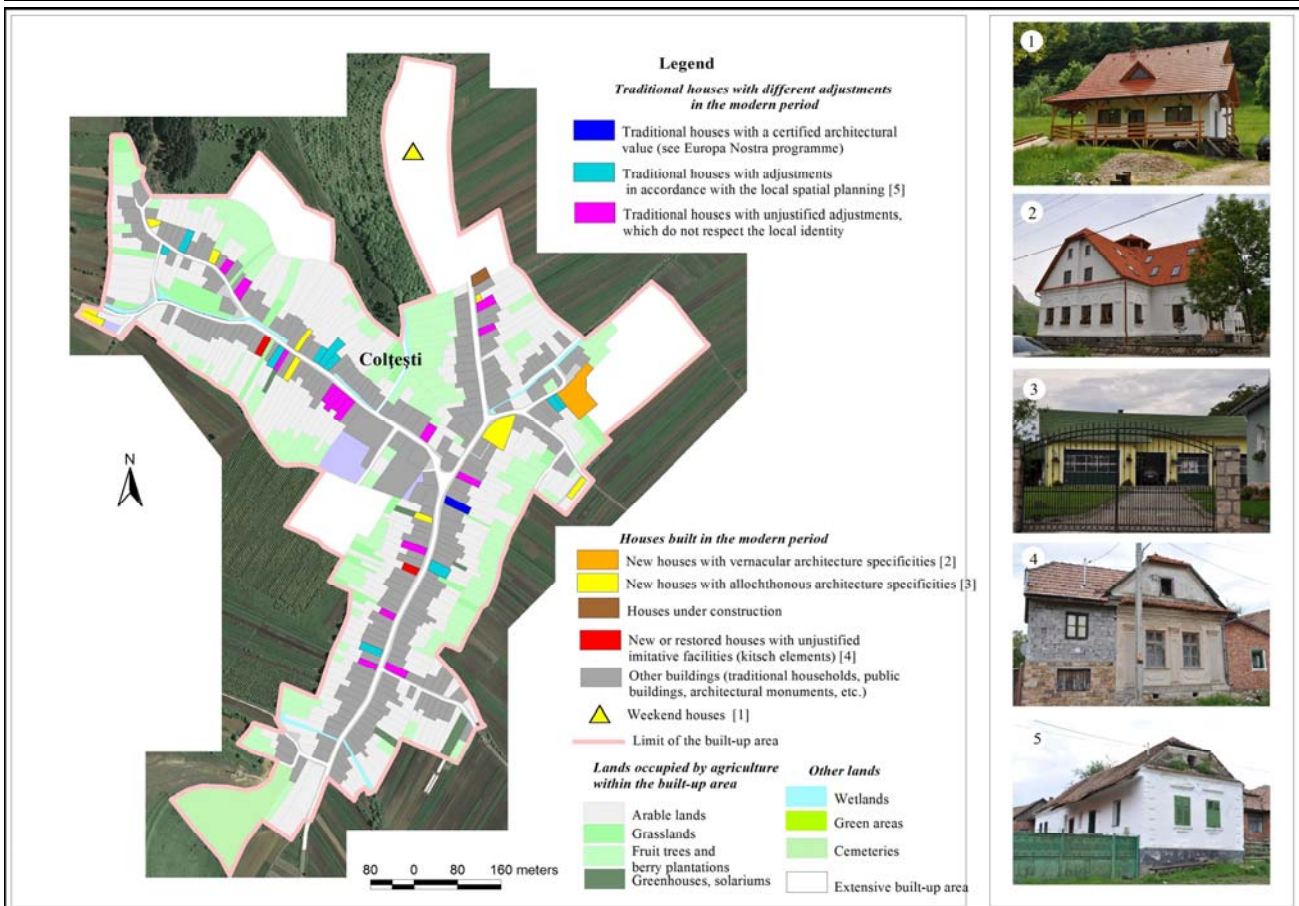 Legend
Traditional houses with different adjustments
in the modern period
Traditional houses with a certified architectural
value (see Europa Nostra programme)
Traditional houses with adjustments
in accordance with the local spatial planning [5]
Traditional houses with unjustified adjustments,
which do not respect the local identity
Colţeşti
N
Houses built in the modern period
New houses with vernacular architecture specificities [2]
New houses with allochthonous architecture specificities [3]
Houses under construction
New or restored houses with unjustified
imitative facilities (kitsch elements) [4]
Other buildings (traditional households, public
buildings, architectural monuments, etc.)
Weekend houses [1]
Limit of the built-up area
Lands occupied by agriculture
within the built-up area
Arable lands
Grasslands
Fruit trees and
berry plantations
Greenhouses, solariums
Other lands
Wetlands
Green areas
Cemeteries
Extensive built-up area
80 0 80 160 meters
1
2
3
4
5